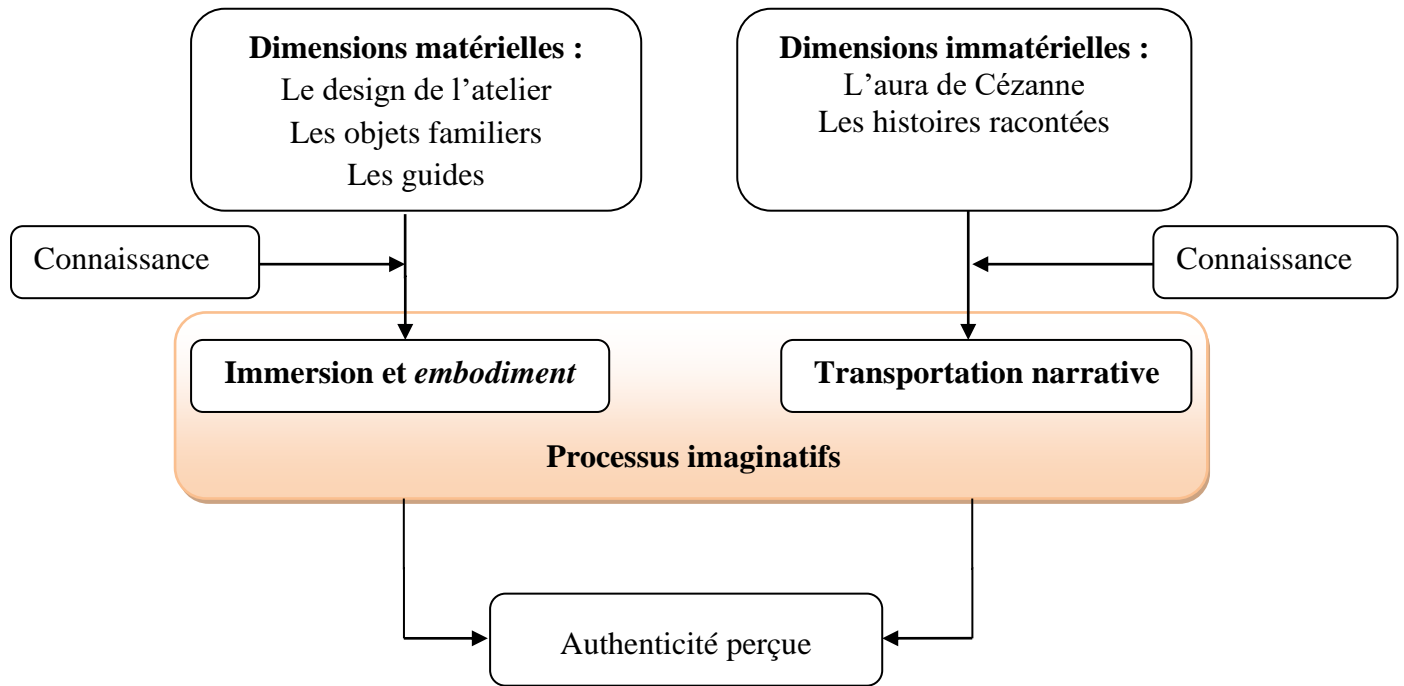 Dimensions matérielles :
Le design de l’atelier
Les objets familiers
Les guides
Dimensions immatérielles :
L’aura de Cézanne
Les histoires racontées
Connaissance
Connaissance
Immersion et embodiment
Transportation narrative
Processus imaginatifs
Authenticité perçue